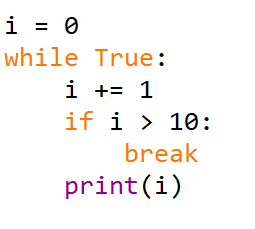 i = 0
while True:
    i += 1
    if i > 10:
        break
    print(i)